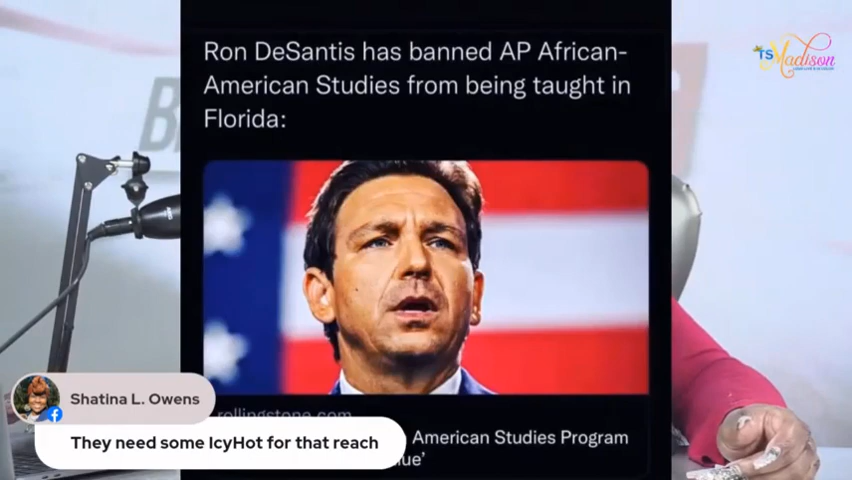 Ron DeSantis has banned AP African-
American Studies from being taught in
Florida:
TS Madison
rollingstone.com
American Studies Program
ue'
Shatina L. Owens
They need some IcyHot for that reach